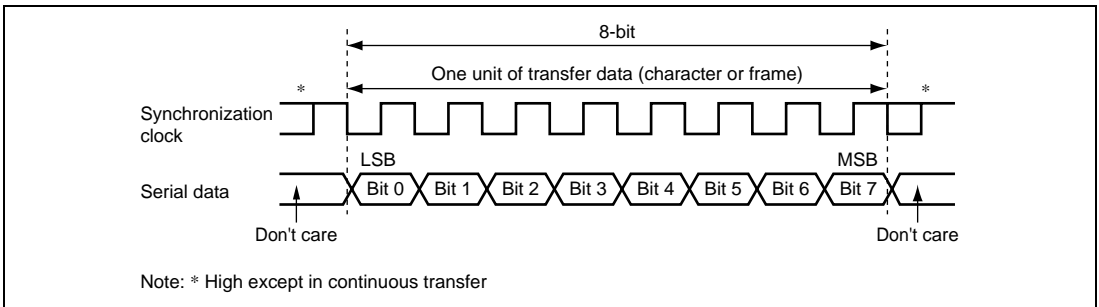 8-bit
One unit of transfer data (character or frame)
*
*
Synchronization
clock
LSB
MSB
Serial data
Bit 0
Bit 1
Bit 2
Bit 3
Bit 4
Bit 5
Bit 6
Bit 7
Don't care
Don't care
Note: * High except in continuous transfer